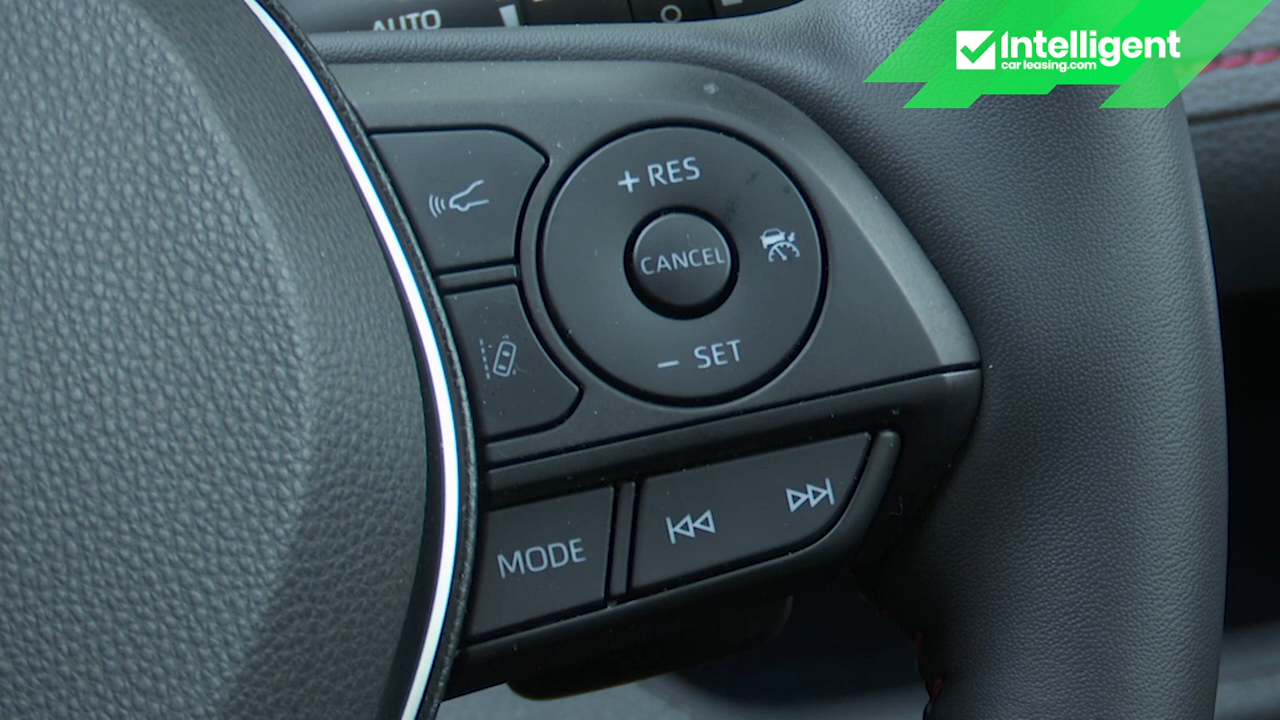 AUTO
Intelligent
carleasing.com
+ RES
CANCEL
− SET
MODE